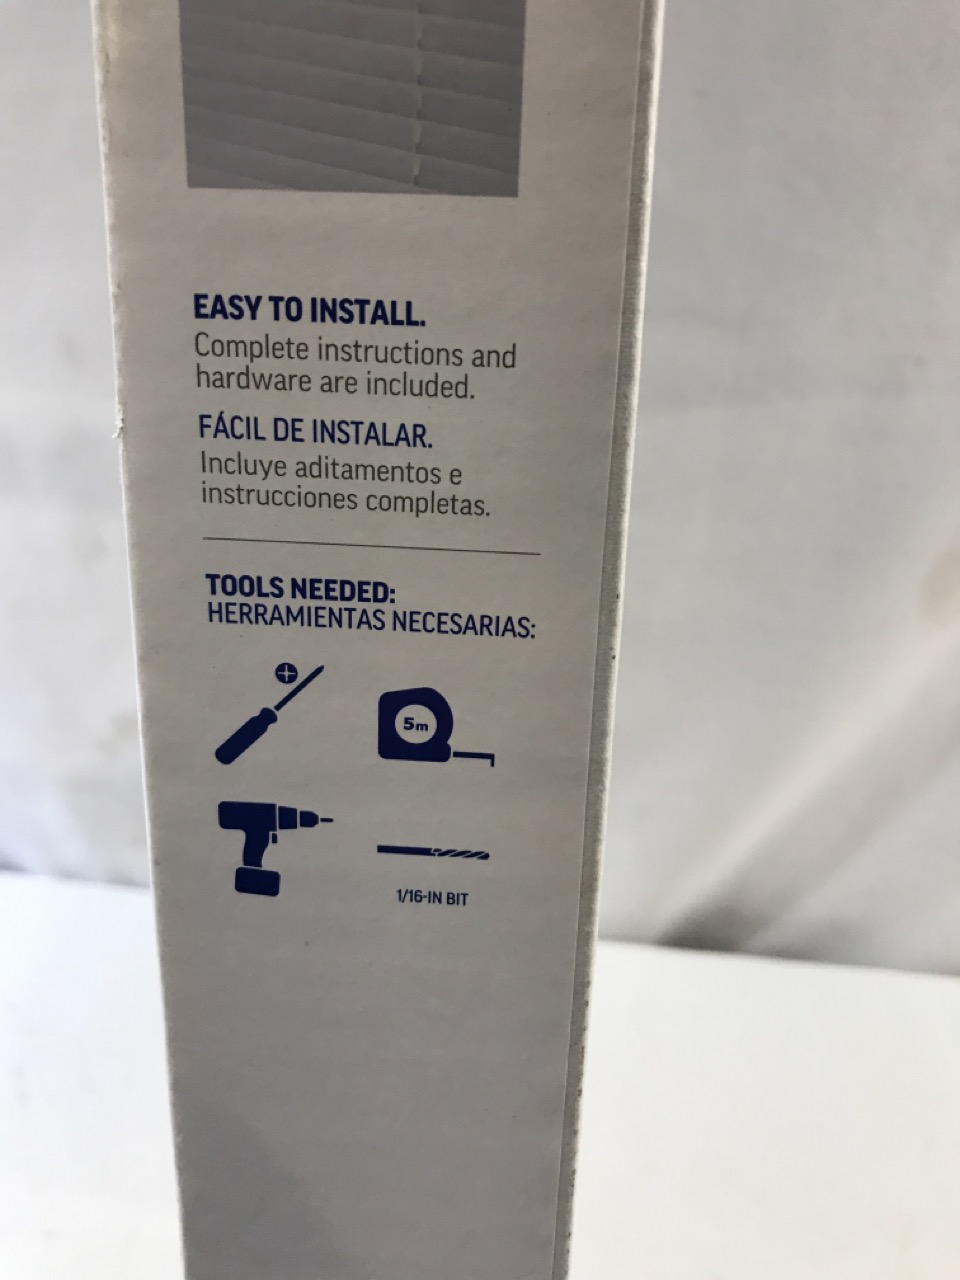 EASY TO INSTALL.
Complete instructions and
hardware are included.
FÁCIL DE INSTALAR.
Incluye aditamentos e
instrucciones completas.
TOOLS NEEDED:
HERRAMIENTAS NECESARIAS:
5m
1/16-IN BIT